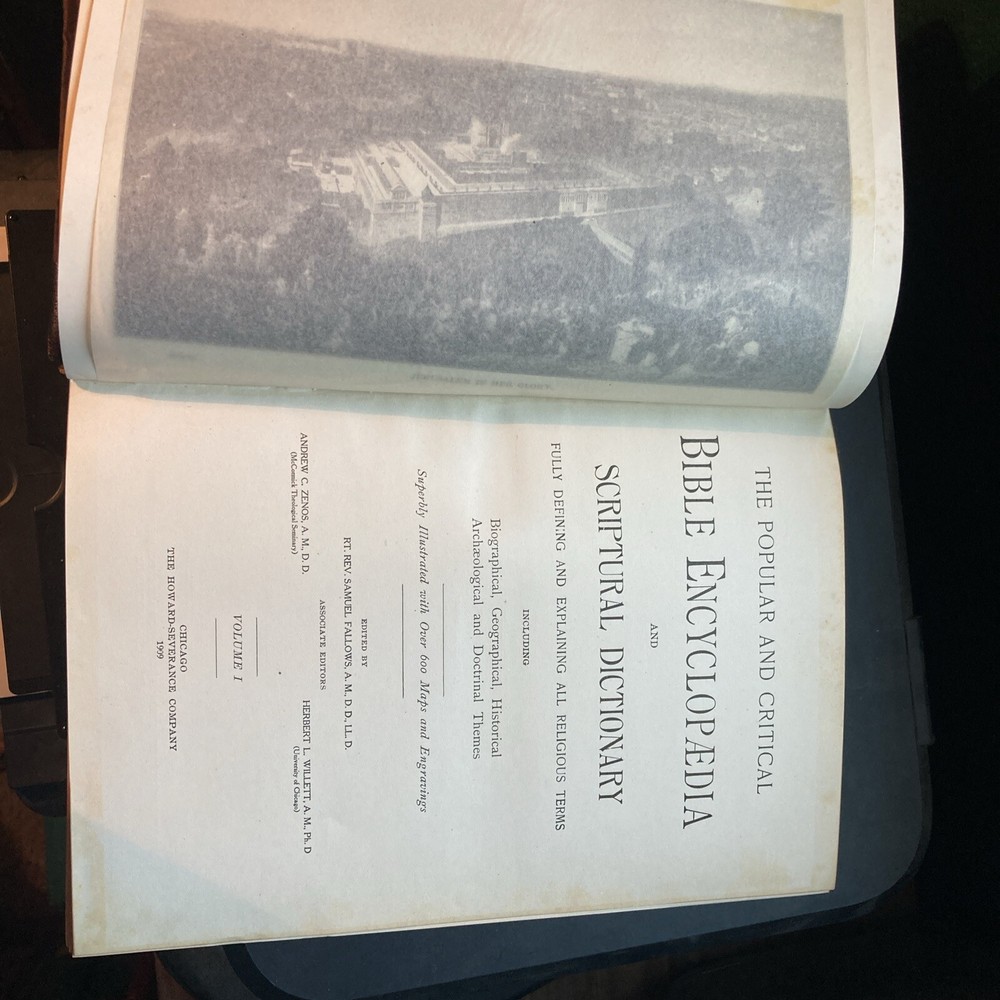 THE POPULAR AND CRITICAL
BIBLE ENCYCLOPÆDIA
AND
SCRIPTURAL DICTIONARY
FULLY DEFINING AND EXPLAINING ALL RELIGIOUS TERMS
INCLUDING
Biographical, Geographical, Historical
Archæological and Doctrinal Themes
Superbly Illustrated with Over 600 Maps and Engravings
EDITED BY
RT. REV. SAMUEL FALLOWS, A. M., D. D., LL. D.
ASSOCIATE EDITORS
ANDREW C. ZENOS, A. M., D. D.
(McCormick Theological Seminary)
HERBERT L. WILLETT, A. M., Ph. D
(University of Chicago)
VOLUME I
CHICAGO
THE HOWARD-SEVERANCE COMPANY
1909